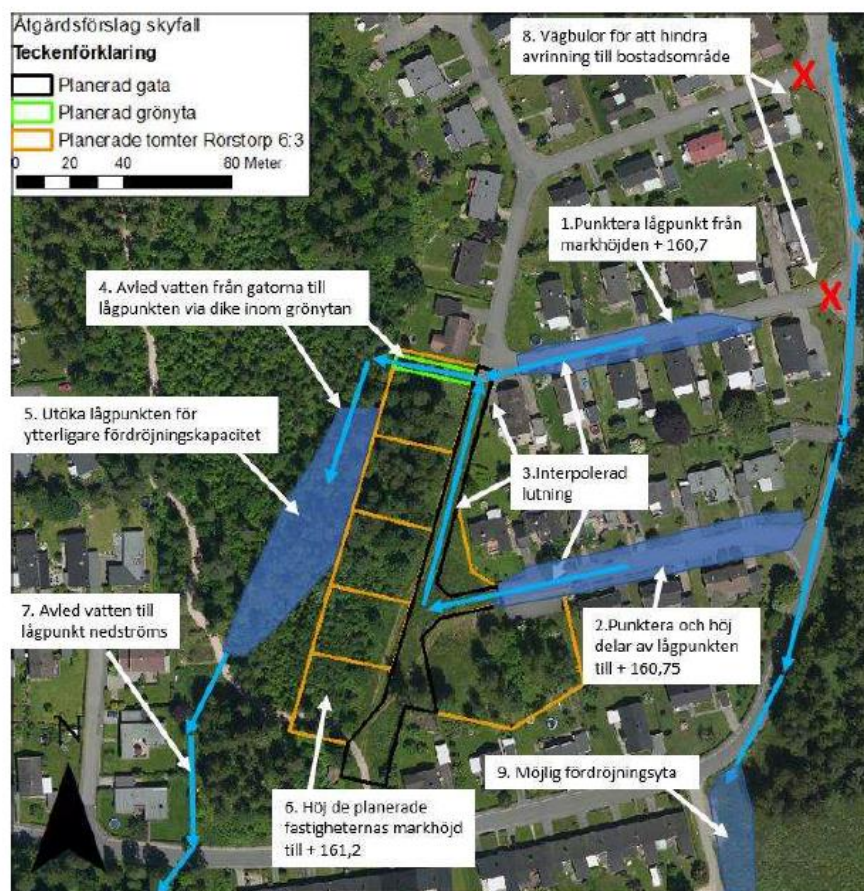 Åtgärdsförslag skyfall
Teckenförklaring
Planerad gata
Planerad grönyta
Planerade tomter Rörstorp 6:3
0 20 40 80 Meter
8. Vägbulor för att hindra
avrinning till bostadsområde
X
1.Punktera lågpunkt från
markhöjden + 160,7
4. Avled vatten från gatorna till
lågpunkten via dike inom grönytan
X
5. Utöka lågpunkten för
ytterligare fördröjningskapacitet
3.Interpolerad
lutning
7. Avled vatten till
lågpunkt nedströms
2.Punktera och höj
delar av lågpunkten
till + 160,75
N
9. Möjlig fördröjningsyta
6. Höj de planerade
fastigheternas markhöjd
till + 161,2